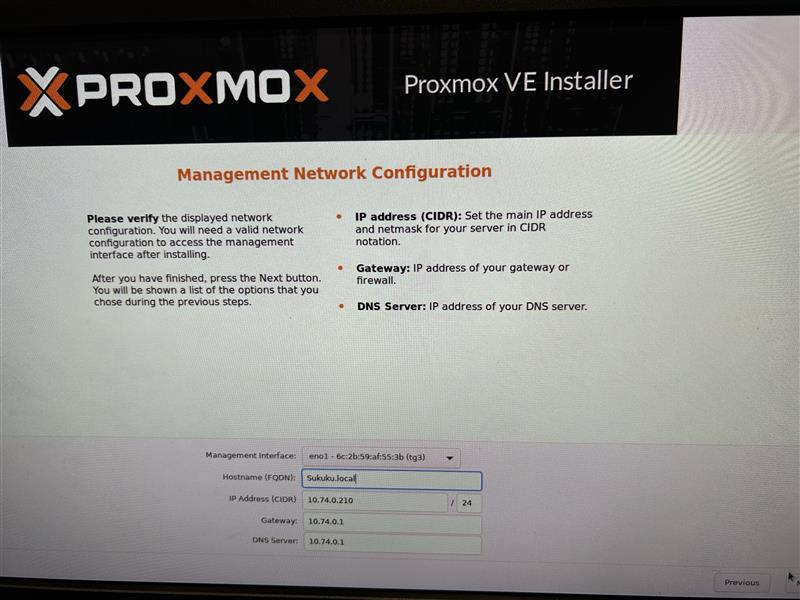 PROXMOX
Proxmox VE Installer
Management Network Configuration
Please verify the displayed network
configuration. You will need a valid network
configuration to access the management
interface after installing.
After you have finished, press the Next button.
You will be shown a list of the options that you
chose during the previous steps.
• IP address (CIDR): Set the main IP address
and netmask for your server in CIDR
notation.
• Gateway: IP address of your gateway or
firewall.
• DNS Server: IP address of your DNS server.
Management Interface: eno1 - 6c:2b:59:af:55:3b (tg3)
Hostname (FQDN): Sukuku.local
IP Address (CIDR) 10.74.0.210 / 24
Gateway: 10.74.0.1
DNS Server: 10.74.0.1
Previous